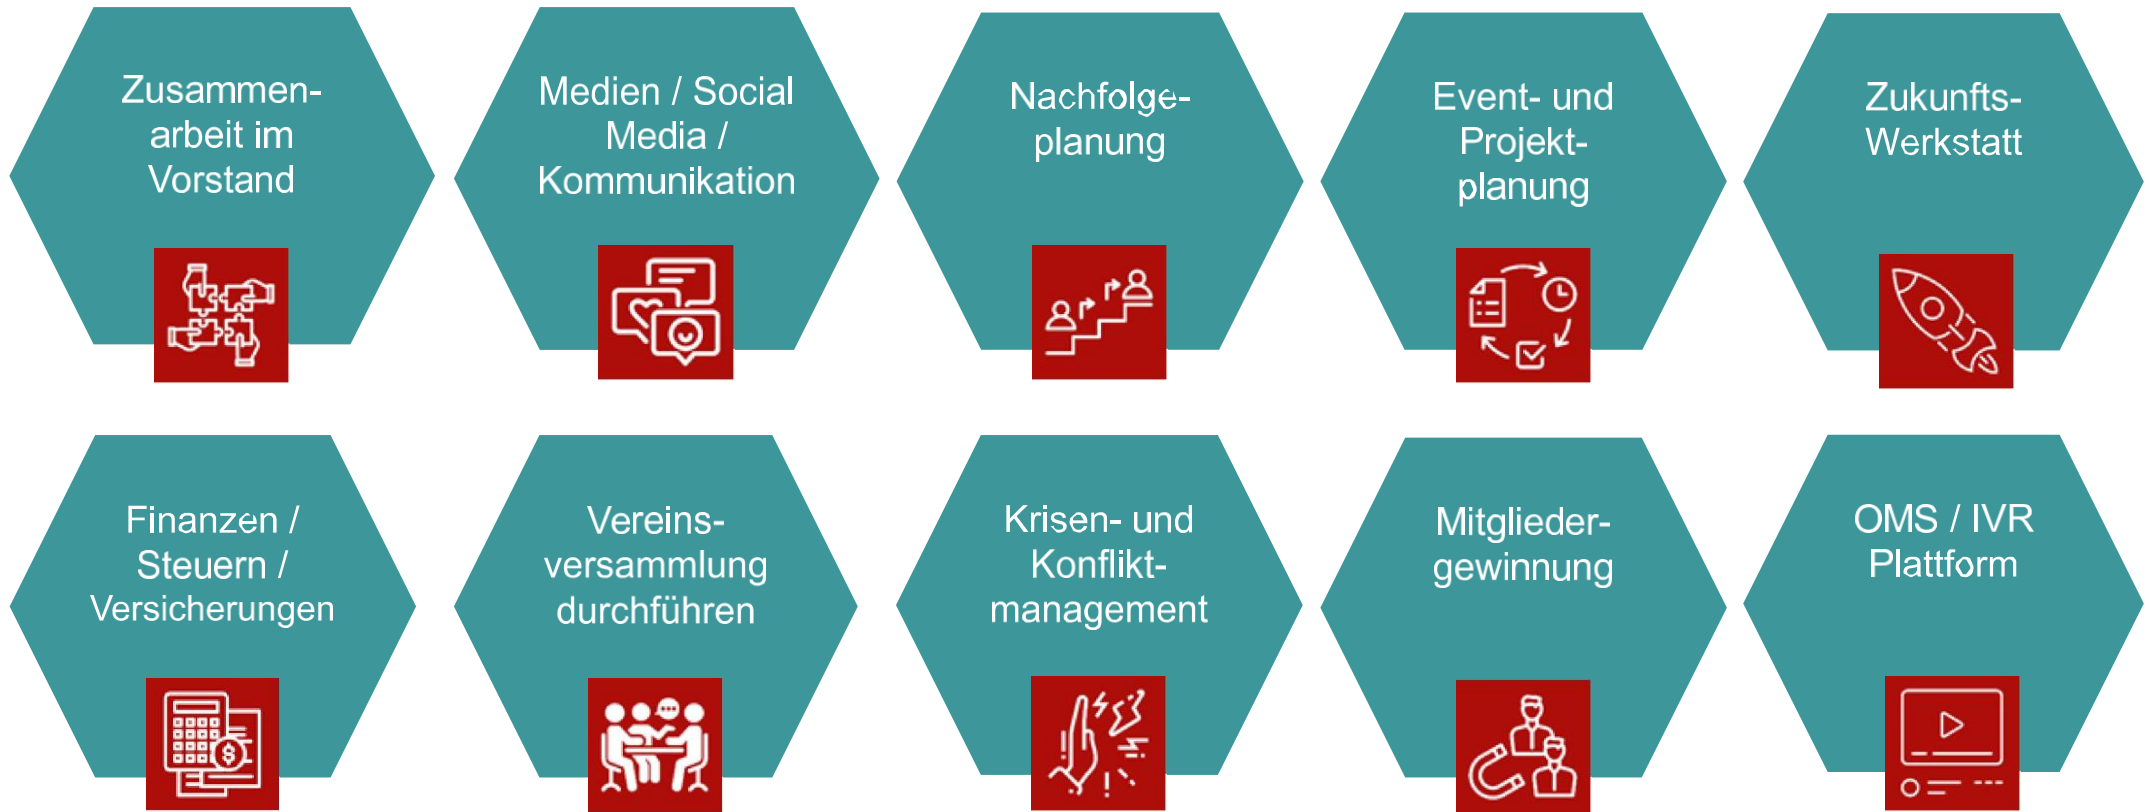 Zusammen-
arbeit im
Vorstand
Medien / Social
Media /
Kommunikation
Nachfolge-
planung
Event- und
Projekt-
planung
Zukunfts-
Werkstatt
Finanzen /
Steuern /
Versicherungen
Vereins-
versammlung
durchführen
Krisen- und
Konflikt-
management
Mitglieder-
gewinnung
OMS / IVR
Plattform